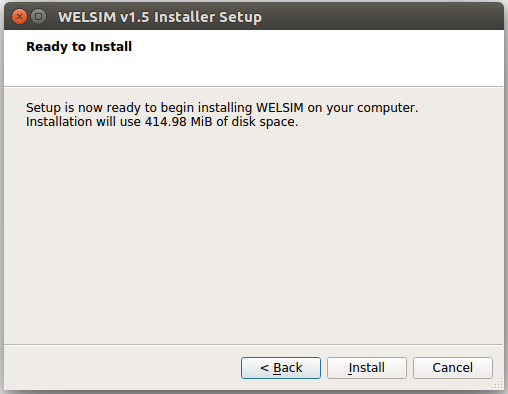 WELSIM v1.5 Installer Setup
Ready to Install
Setup is now ready to begin installing WELSIM on your computer.
Installation will use 414.98 MiB of disk space.
< Back
Install
Cancel